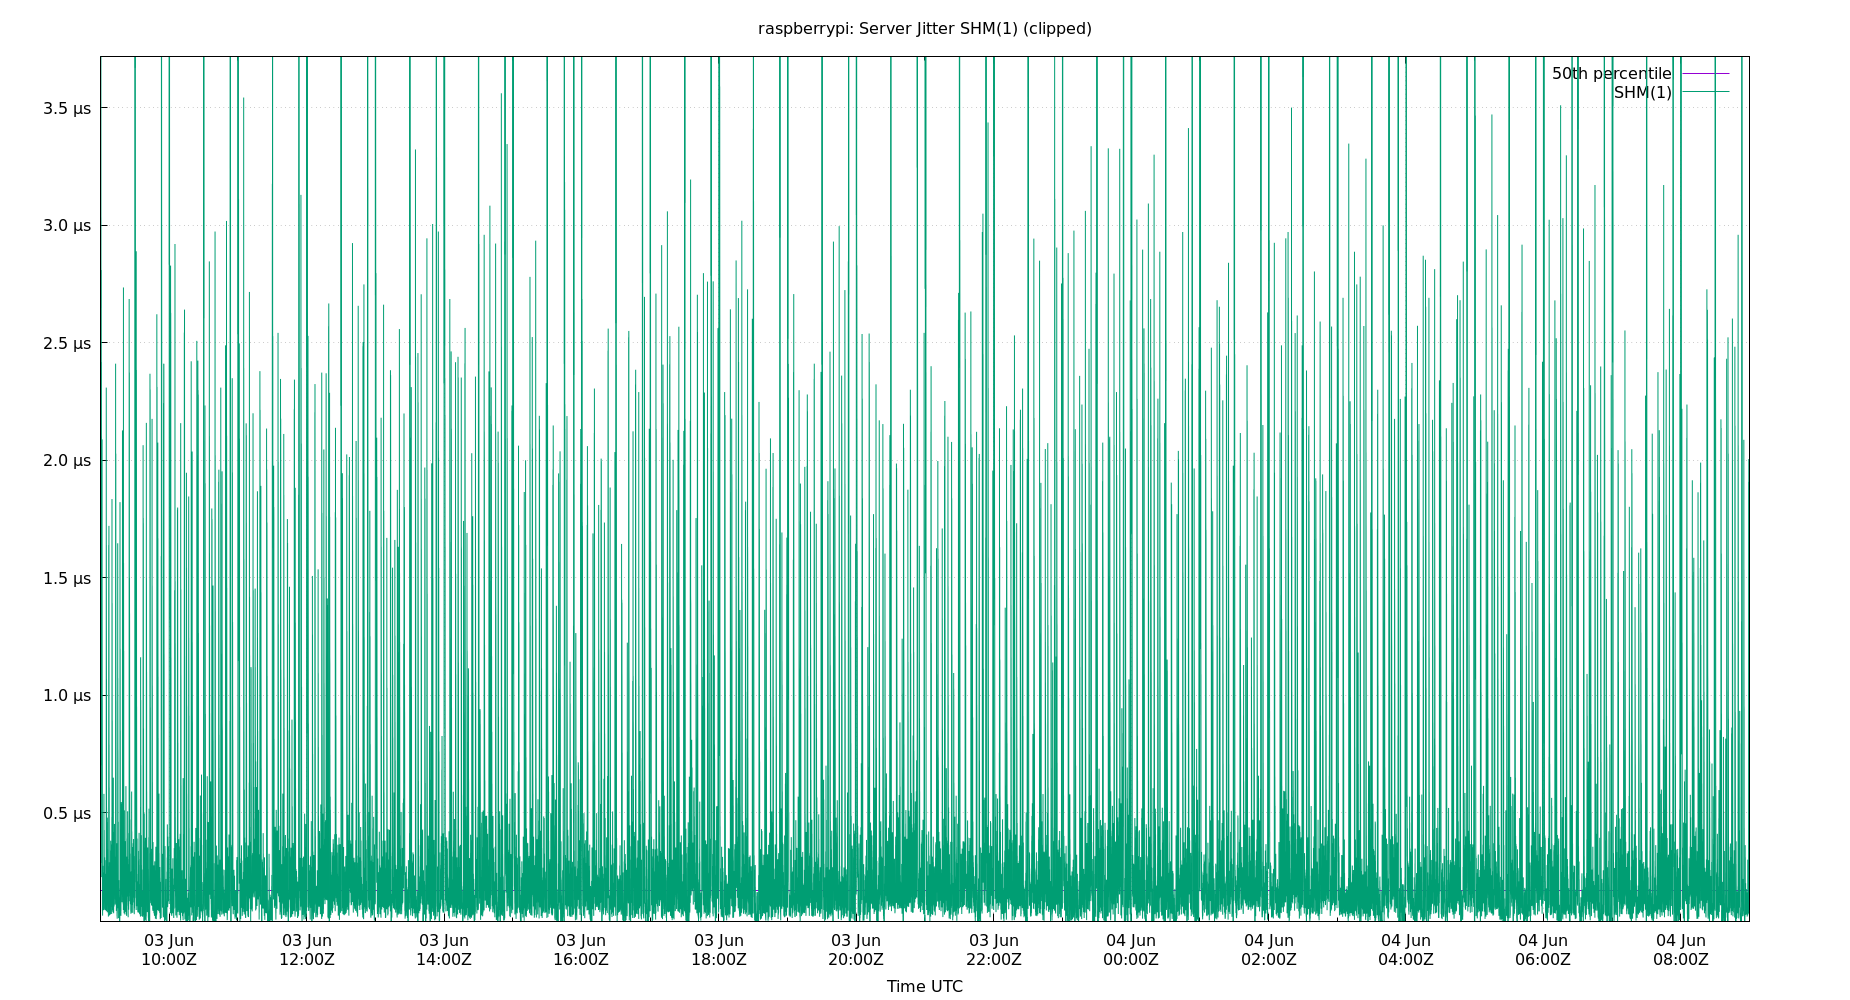 raspberrypi: Server Jitter SHM(1) (clipped)
50th percentile
SHM(1)
3.5 µs
3.0 µs
2.5 µs
2.0 µs
1.5 µs
1.0 µs
0.5 µs
03 Jun 03 Jun 03 Jun 03 Jun 03 Jun 03 Jun 03 Jun 04 Jun 04 Jun 04 Jun 04 Jun 04 Jun
10:00Z 12:00Z 14:00Z 16:00Z 18:00Z 20:00Z 22:00Z 00:00Z 02:00Z 04:00Z 06:00Z 08:00Z
Time UTC